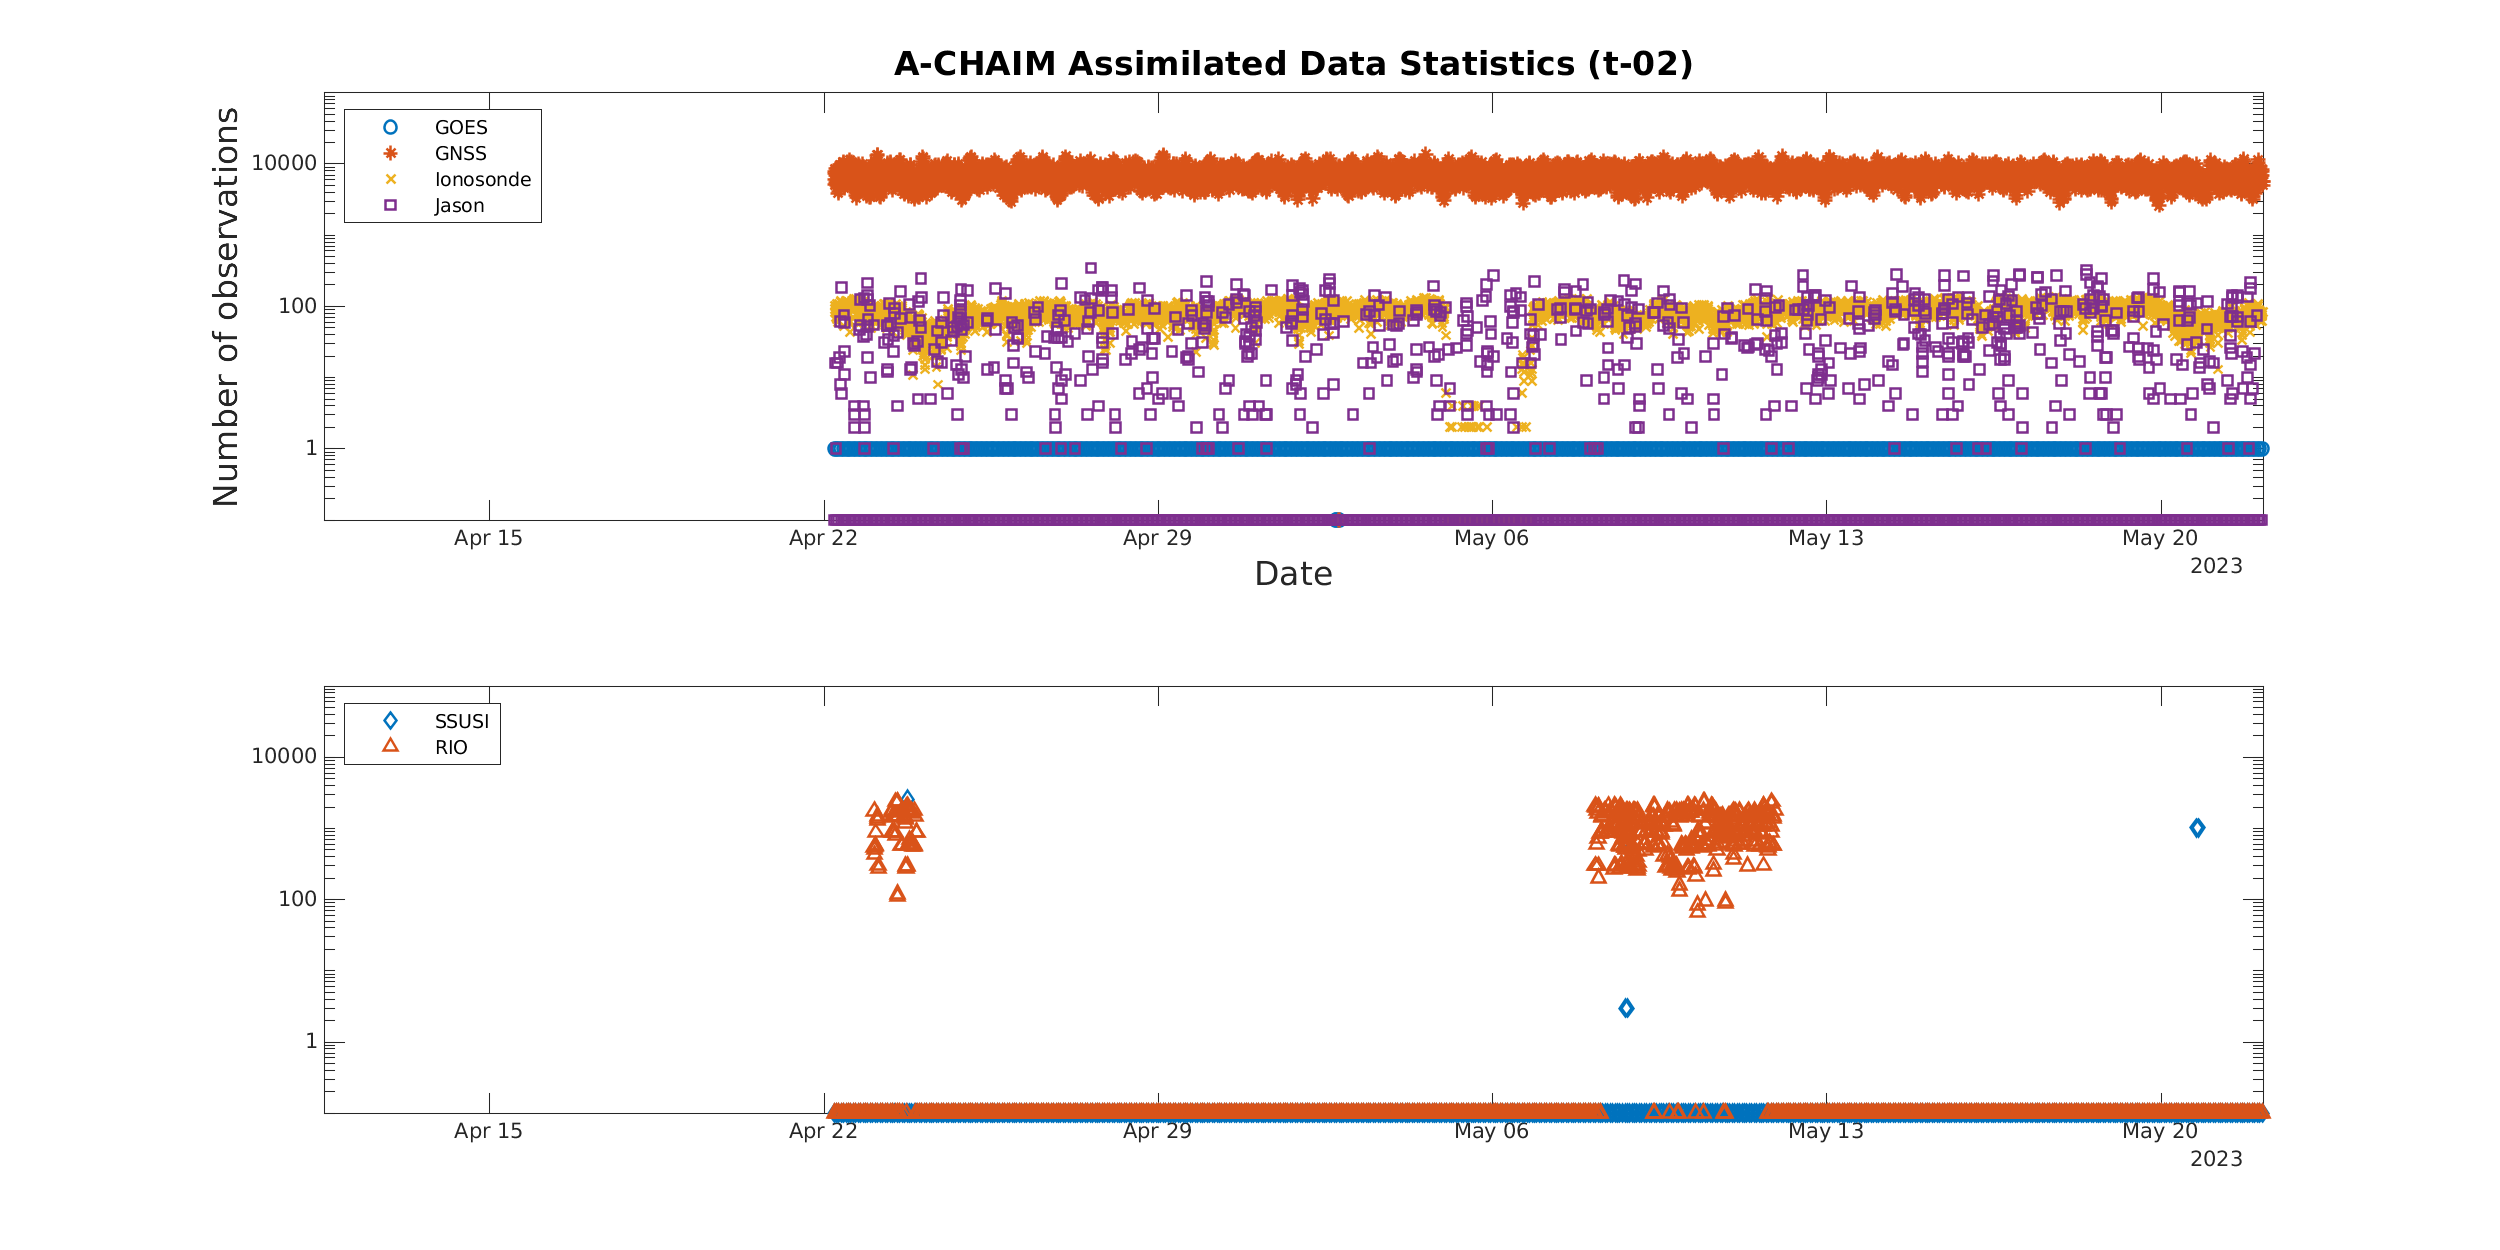 A-CHAIM Assimilated Data Statistics (t-02)
Number of observations
GOES
GNSS
Ionosonde
Jason
10000
100
1
Apr 15
Apr 22
Apr 29
May 06
May 13
May 20
2023
Date
SSUSI
RIO
10000
100
1
Apr 15
Apr 22
Apr 29
May 06
May 13
May 20
2023